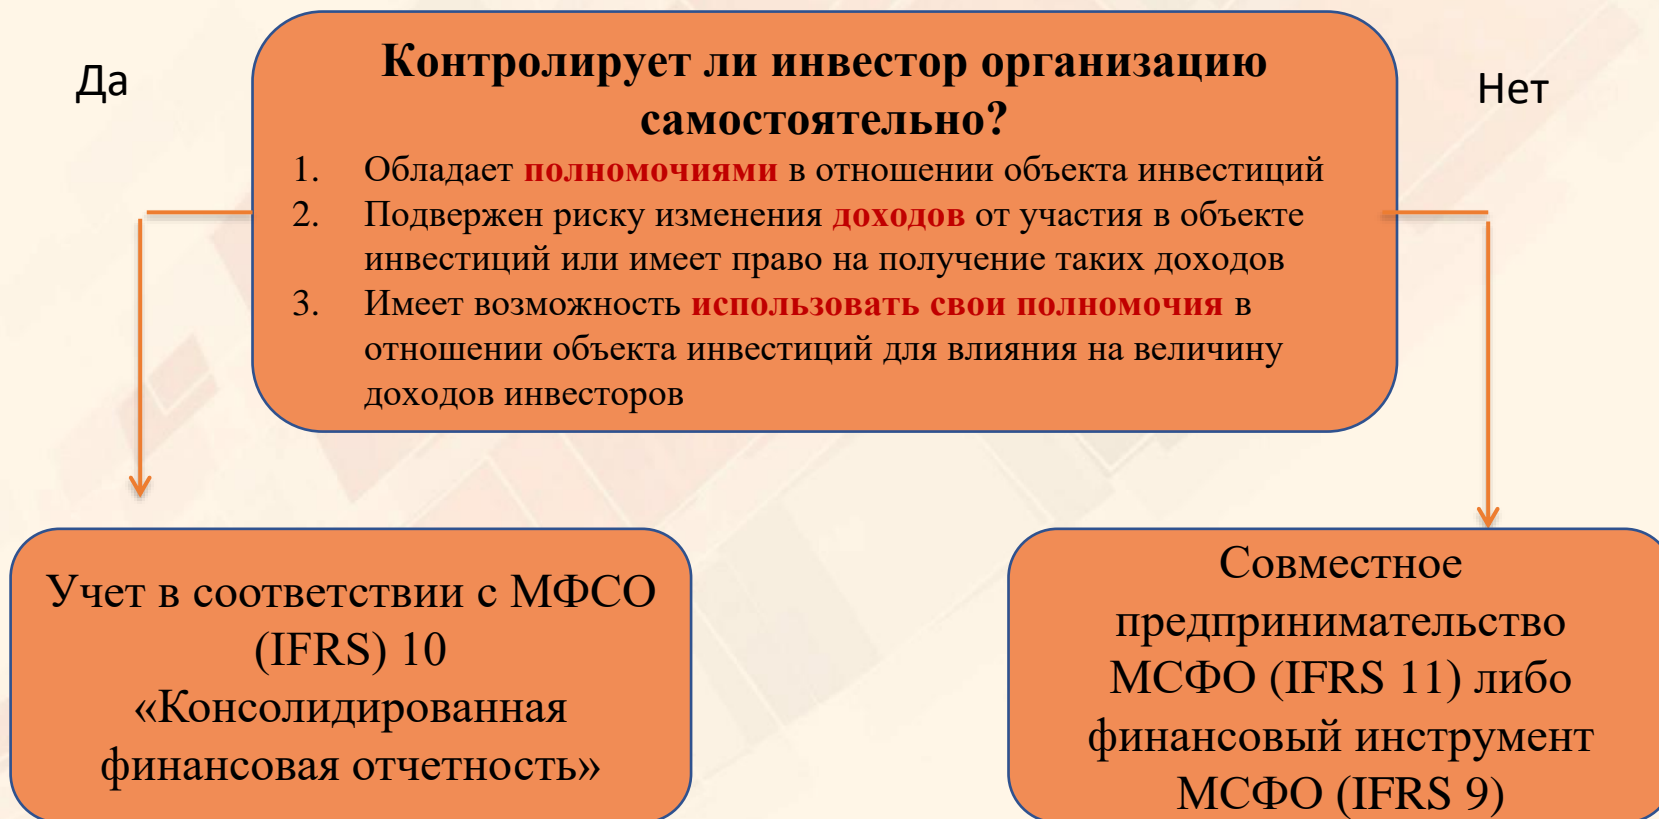 Да
Контролирует ли инвестор организацию
самостоятельно?
Нет
1. Обладает полномочиями в отношении объекта инвестиций
2. Подвержен риску изменения доходов от участия в объекте
инвестиций или имеет право на получение таких доходов
3. Имеет возможность использовать свои полномочия в
отношении объекта инвестиций для влияния на величину
доходов инвесторов
Учет в соответствии с МФСО
(IFRS) 10
«Консолидированная
финансовая отчетность»
Совместное
предпринимательство
МСФО (IFRS 11) либо
финансовый инструмент
МСФО (IFRS 9)